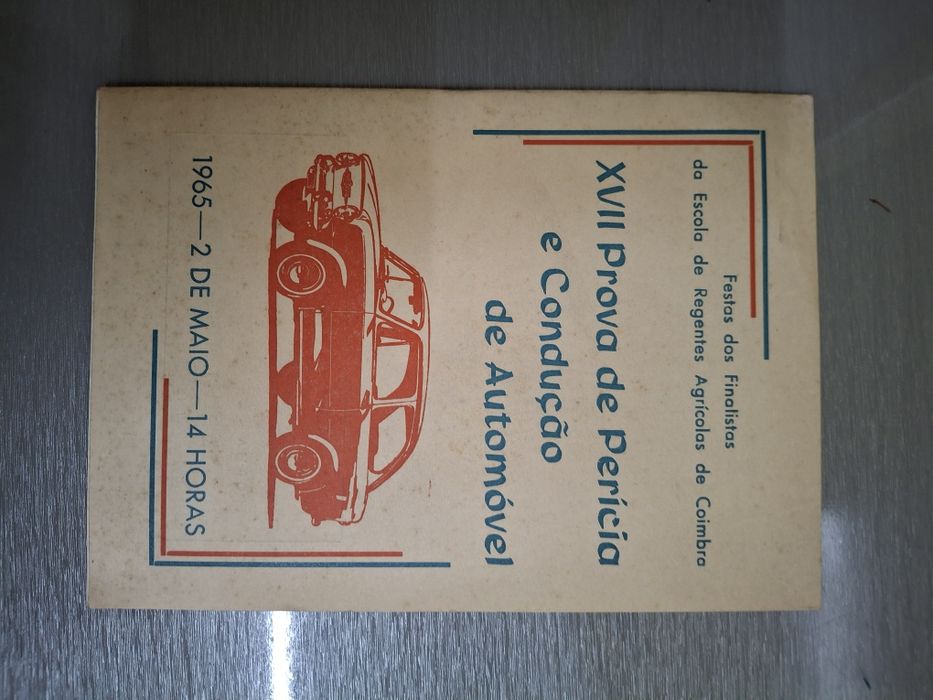 Festas dos Finalistas
da Escola de Regentes Agrícolas de Coimbra
XVII Prova de Perícia
e Condução
de Automóvel
1965—2 DE MAIO—14 HORAS